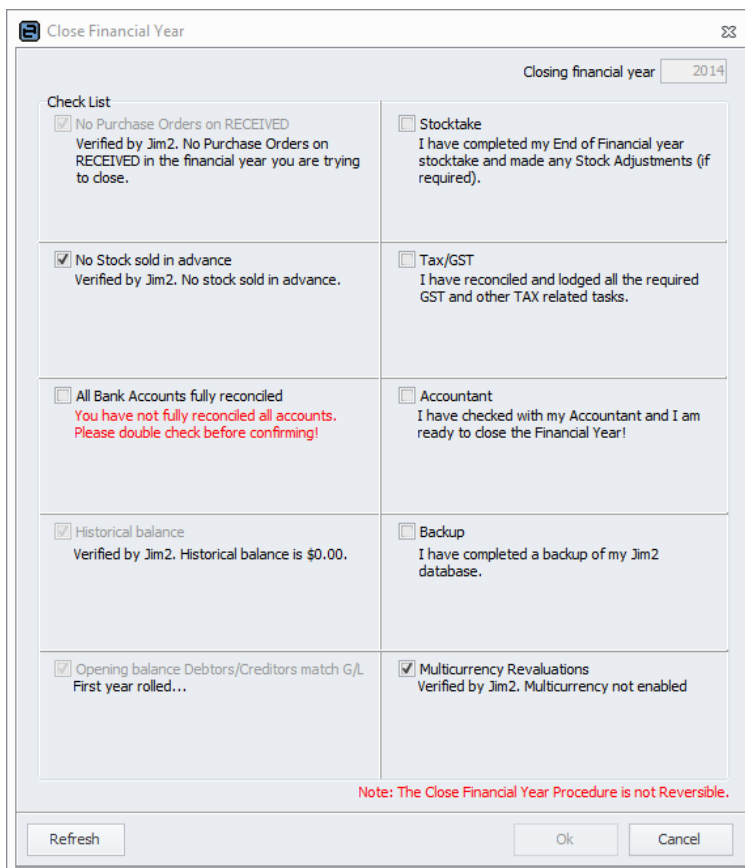 Close Financial Year
Closing financial year 2014
Check List
No Purchase Orders on RECEIVED
Verified by Jim2. No Purchase Orders on
RECEIVED in the financial year you are trying
to close.
Stocktake
I have completed my End of Financial year
stocktake and made any Stock Adjustments (if
required).
No Stock sold in advance
Verified by Jim2. No stock sold in advance.
Tax/GST
I have reconciled and lodged all the required
GST and other TAX related tasks.
All Bank Accounts fully reconciled
You have not fully reconciled all accounts.
Please double check before confirming!
Accountant
I have checked with my Accountant and I am
ready to close the Financial Year!
Historical balance
Verified by Jim2. Historical balance is $0.00.
Backup
I have completed a backup of my Jim2
database.
Opening balance Debtors/Creditors match G/L
First year rolled...
Multicurrency Revaluations
Verified by Jim2. Multicurrency not enabled
Note: The Close Financial Year Procedure is not Reversible.
Refresh
Ok
Cancel